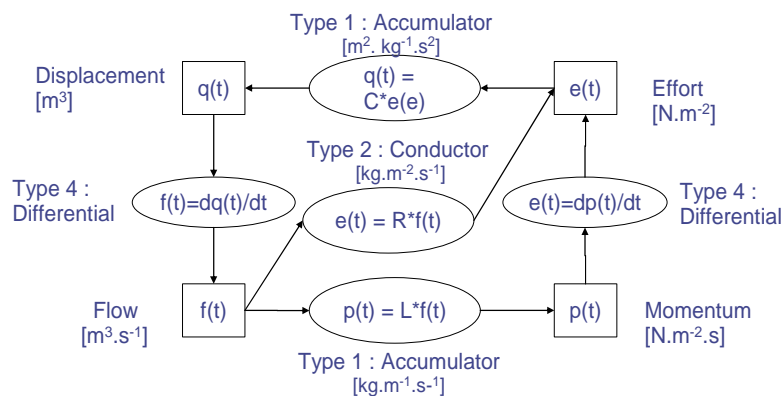 Type 1 : Accumulator
[m². kg⁻¹.s²]
Displacement
[m³]
q(t)
q(t) =
C*e(e)
e(t)
Effort
[N.m⁻²]
Type 2 : Conductor
[kg.m⁻².s⁻¹]
Type 4 :
Differential
f(t)=dq(t)/dt
e(t) = R*f(t)
e(t)=dp(t)/dt
Type 4 :
Differential
Flow
[m³.s⁻¹]
f(t)
p(t) = L*f(t)
p(t)
Momentum
[N.m⁻².s]
Type 1 : Accumulator
[kg.m⁻¹.s-¹]